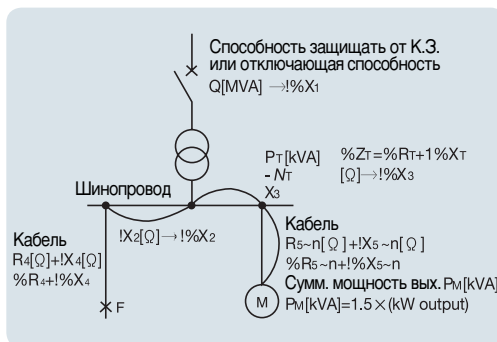 Способность защищать от К.З.
или отключающая способность
Q[MVA] →!%X1
PT[kVA] %ZT=%RT+1%XT
- NT [Ω]→!%X3
X3
Шинопровод
!X2[Ω]→!%X2
Кабель
R4[Ω]+!X4[Ω]
%R4+!%X4
F
Кабель
R5~n[Ω]+!X5~n[Ω]
%R5~n+!%X5~n
Сумм. мощность вых. PM[kVA]
PM[kVA]=1.5×(kW output)
M